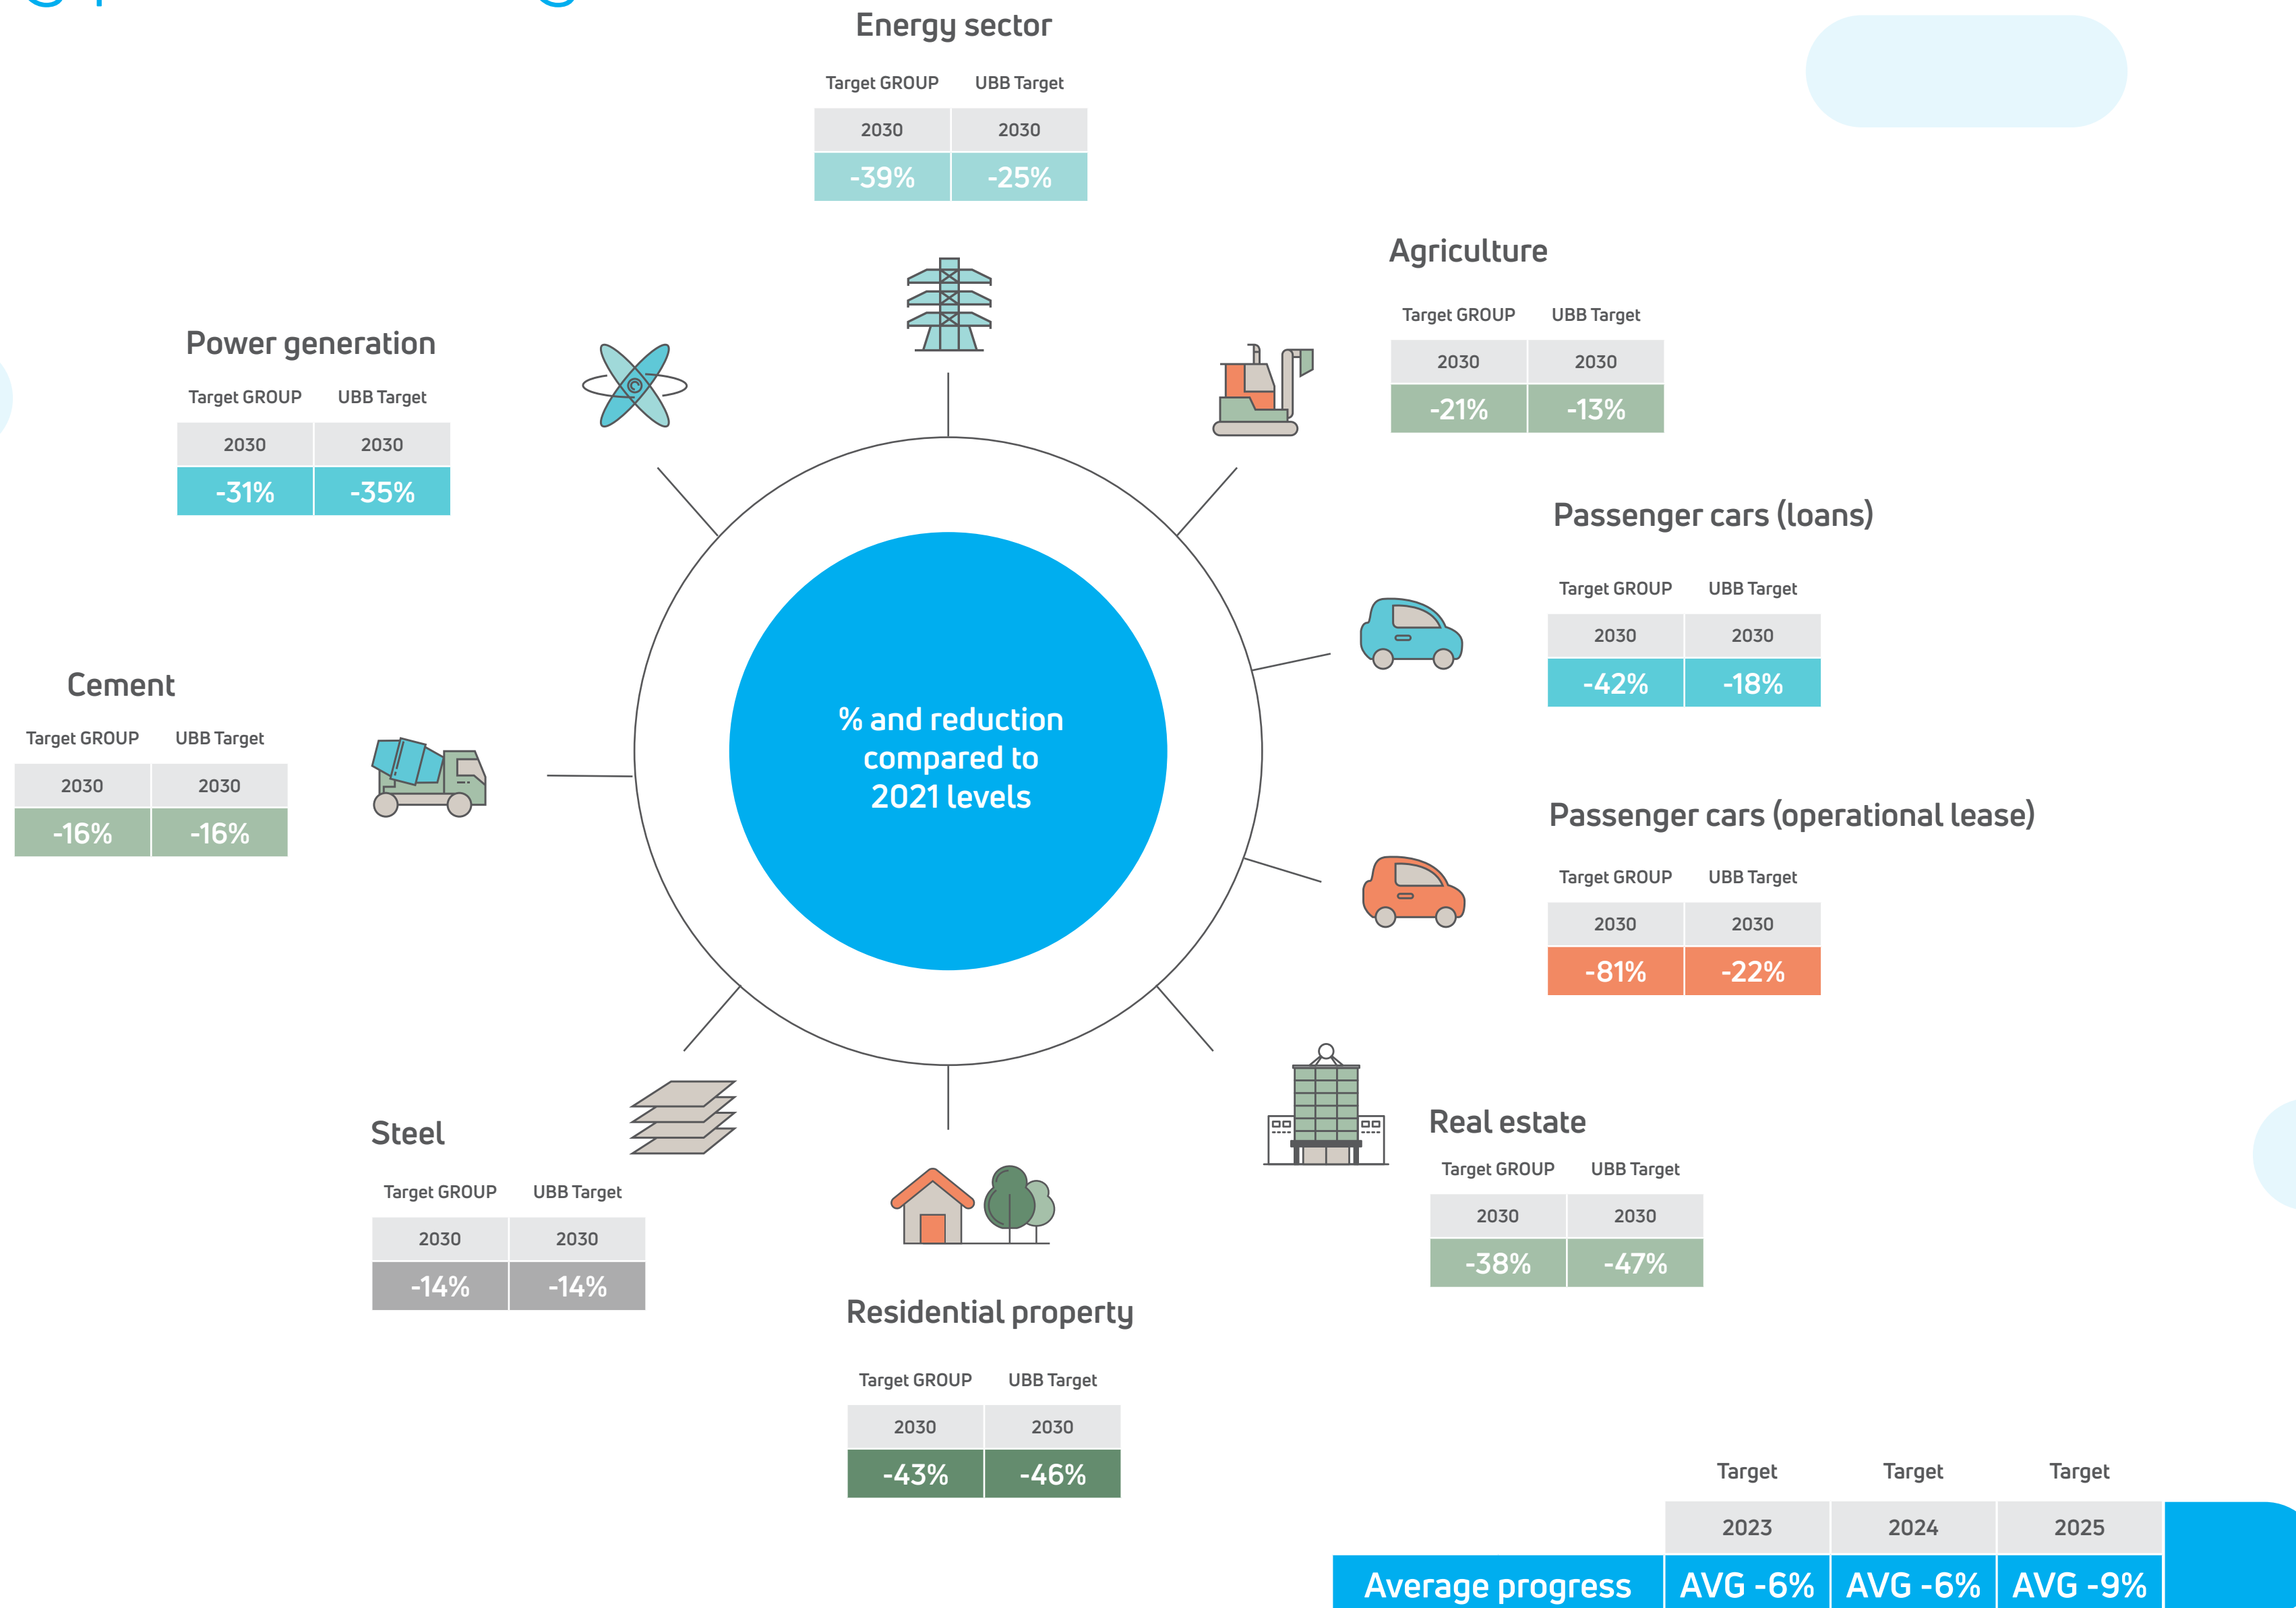 Energy sector
Target GROUP UBB Target
2030 2030
-39% -25%
Agriculture
Target GROUP UBB Target
2030 2030
-21% -13%
Power generation
Target GROUP UBB Target
2030 2030
-31% -35%
Passenger cars (loans)
Target GROUP UBB Target
2030 2030
-42% -18%
Cement
Target GROUP UBB Target
2030 2030
-16% -16%
% and reduction
compared to
2021 levels
Passenger cars (operational lease)
Target GROUP UBB Target
2030 2030
-81% -22%
Steel
Target GROUP UBB Target
2030 2030
-14% -14%
Real estate
Target GROUP UBB Target
2030 2030
-38% -47%
Residential property
Target GROUP UBB Target
2030 2030
-43% -46%
Target Target Target
2023 2024 2025
Average progress AVG -6% AVG -6% AVG -9%